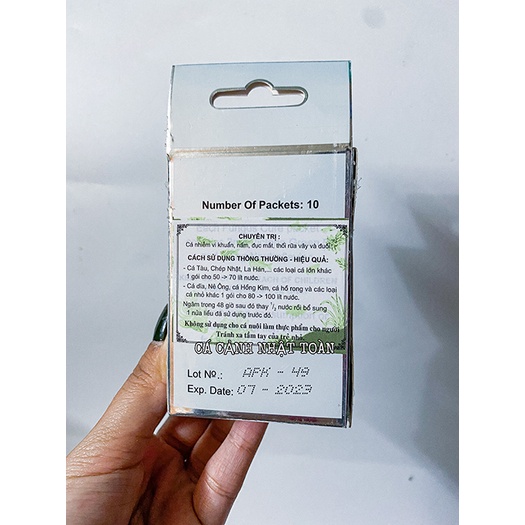 Number Of Packets: 10
CHUYÊN TRỊ :
Cá nhiễm vi khuẩn, nấm, đục mắt, thối rữa vây và đuôi
CÁCH SỬ DỤNG THÔNG THƯỜNG - HIỆU QUẢ:
- Cá Tàu, Chép Nhật, La Hán.... các loại cá lớn khác
1 gói cho 50 -> 70 lít nước.
- Cá dĩa, Nê Ông, cá Hồng Kim, cá hổ rong và các loại
cá nhỏ khác 1 gói cho 80 -> 100 lít nước.
Ngâm trong 48 giờ sau đó thay 1/3 nước rồi bổ sung
1 nửa liều đã sử dụng trước đó.
Không sử dụng cho cá nuôi làm thực phẩm cho người
Tránh xa tầm tay của trẻ nhỏ.
CÁ CẢNH NHẬT TOÀN
Lot No.: APK - 49
Exp. Date: 07 - 2023